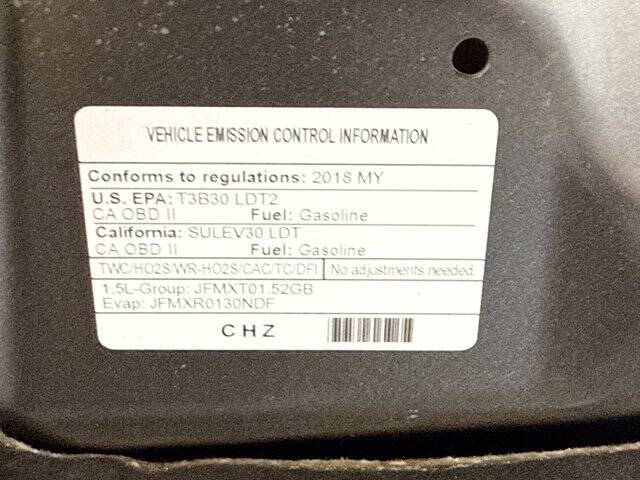 VEHICLE EMISSION CONTROL INFORMATION
Conforms to regulations: 2018 MY
U.S. EPA: T3B30 LDT2
CA OBD II Fuel: Gasoline
California: SULEV30 LDT
CA OBD II Fuel: Gasoline
TWC/HO2S/WR-HO2S/CAC/TC/DFI No adjustments needed.
1.5L-Group: JFMXT01.52GB
Evap: JFMXR0130NDF
CHZ